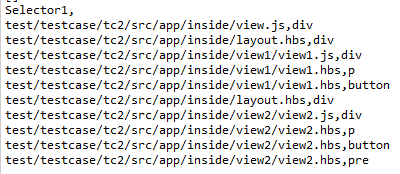 Selector1,
test/testcase/tc2/src/app/inside/view.js,div
test/testcase/tc2/src/app/inside/layout.hbs,div
test/testcase/tc2/src/app/inside/view1/view1.js,div
test/testcase/tc2/src/app/inside/view1/view1.hbs,p
test/testcase/tc2/src/app/inside/view1/view1.hbs,button
test/testcase/tc2/src/app/inside/layout.hbs,div
test/testcase/tc2/src/app/inside/view2/view2.js,div
test/testcase/tc2/src/app/inside/view2/view2.hbs,p
test/testcase/tc2/src/app/inside/view2/view2.hbs,button
test/testcase/tc2/src/app/inside/view2/view2.hbs,pre